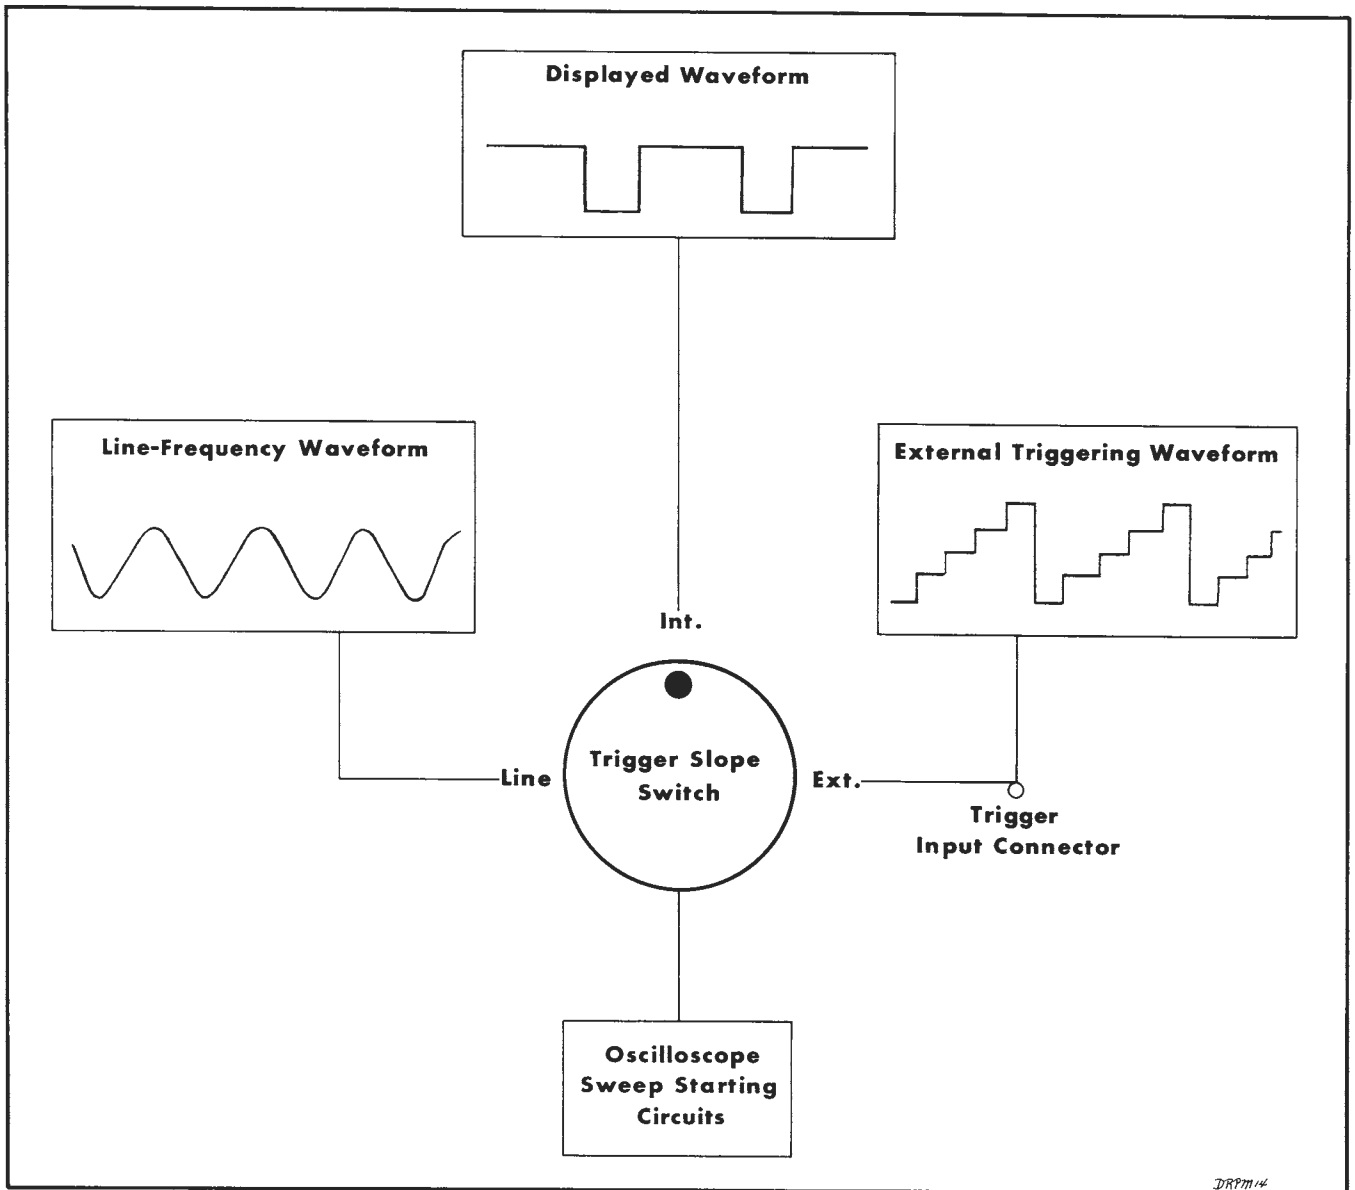 Displayed Waveform
Line-Frequency Waveform
External Triggering Waveform
Int.
Trigger Slope
Switch
Line
Ext.
Trigger
Input Connector
Oscilloscope
Sweep Starting
Circuits
DRPM14